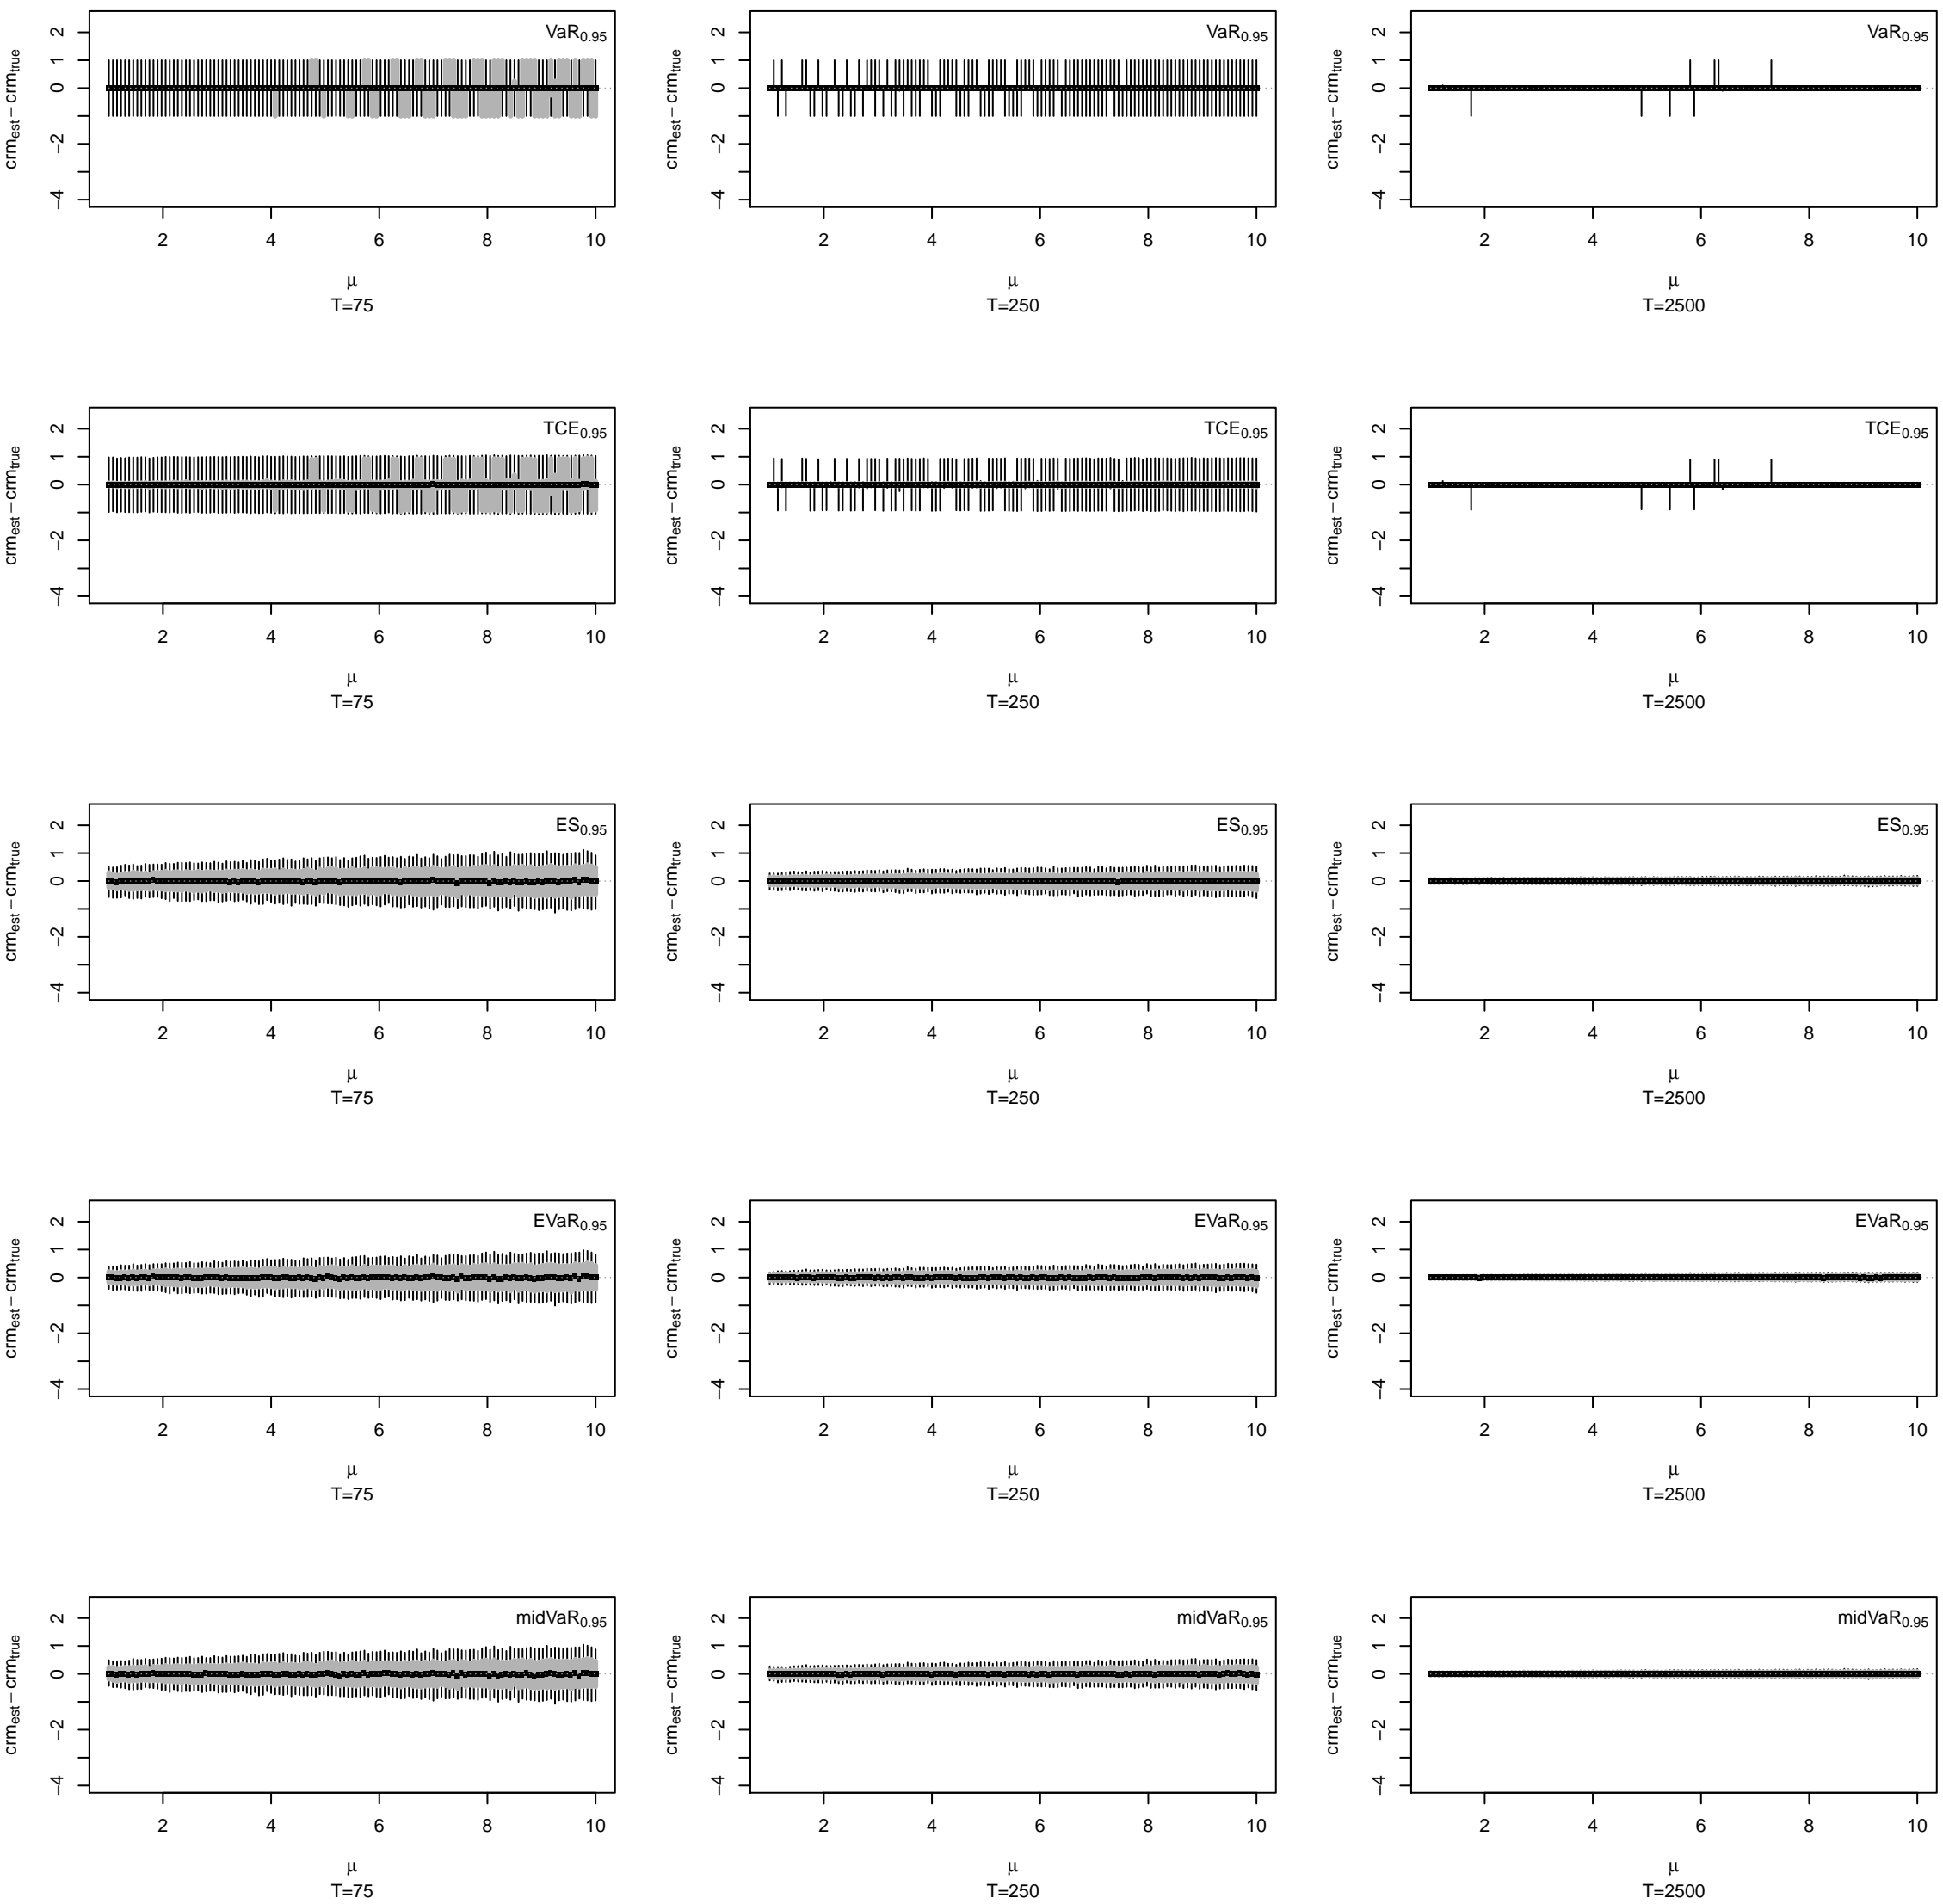 VaR0.95 VaR0.95 VaR0.95
crmest − crmtrue crmest − crmtrue crmest − crmtrue
2 2 2
1 1 1
0 0 0
−2 −2 −2
−4 −4 −4
2 4 6 8 10 2 4 6 8 10 2 4 6 8 10
μ μ μ
T=75 T=250 T=2500
TCE0.95 TCE0.95 TCE0.95
crmest − crmtrue crmest − crmtrue crmest − crmtrue
2 2 2
1 1 1
0 0 0
−2 −2 −2
−4 −4 −4
2 4 6 8 10 2 4 6 8 10 2 4 6 8 10
μ μ μ
T=75 T=250 T=2500
ES0.95 ES0.95 ES0.95
crmest − crmtrue crmest − crmtrue crmest − crmtrue
2 2 2
1 1 1
0 0 0
−2 −2 −2
−4 −4 −4
2 4 6 8 10 2 4 6 8 10 2 4 6 8 10
μ μ μ
T=75 T=250 T=2500
EVaR0.95 EVaR0.95 EVaR0.95
crmest − crmtrue crmest − crmtrue crmest − crmtrue
2 2 2
1 1 1
0 0 0
−2 −2 −2
−4 −4 −4
2 4 6 8 10 2 4 6 8 10 2 4 6 8 10
μ μ μ
T=75 T=250 T=2500
midVaR0.95 midVaR0.95 midVaR0.95
crmest − crmtrue crmest − crmtrue crmest − crmtrue
2 2 2
1 1 1
0 0 0
−2 −2 −2
−4 −4 −4
2 4 6 8 10 2 4 6 8 10 2 4 6 8 10
μ μ μ
T=75 T=250 T=2500